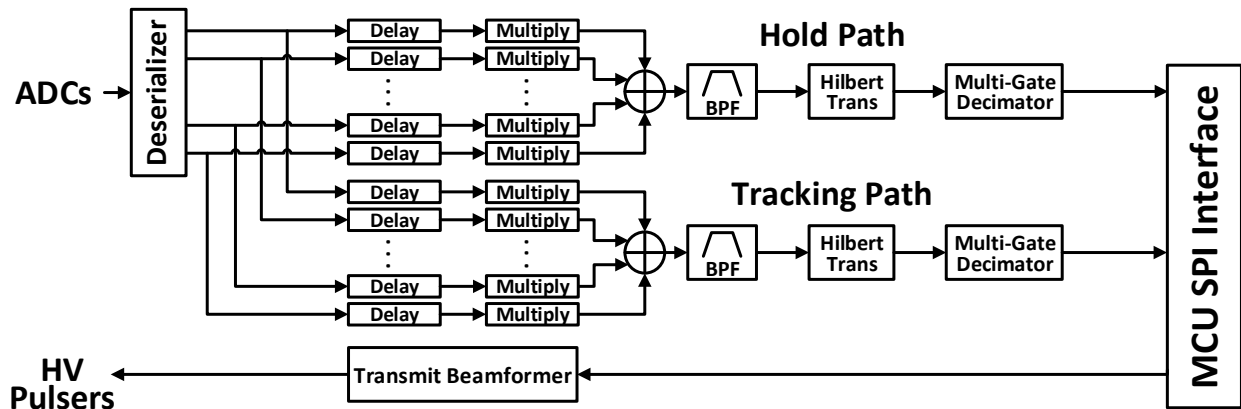 Delay
Multiply
Hold Path
Delay
Multiply
ADCs
Deserializer
BPF
Hilbert
Trans
Multi-Gate
Decimator
Delay
Multiply
Delay
Multiply
MCU SPI Interface
Delay
Multiply
Tracking Path
Delay
Multiply
BPF
Hilbert
Trans
Multi-Gate
Decimator
Delay
Multiply
Delay
Multiply
HV
Pulsers
Transmit Beamformer